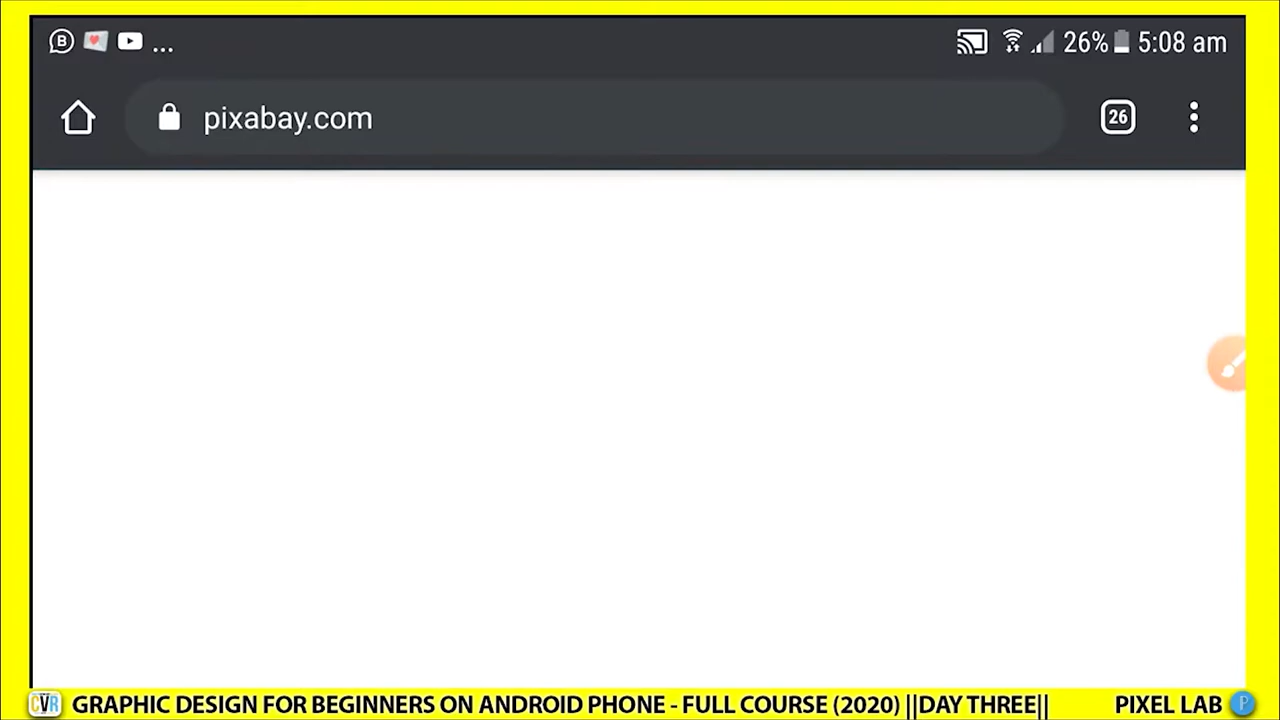 B ... 26% 5:08 am
pixabay.com 26
CVR GRAPHIC DESIGN FOR BEGINNERS ON ANDROID PHONE - FULL COURSE (2020) ||DAY THREE|| PIXEL LAB P